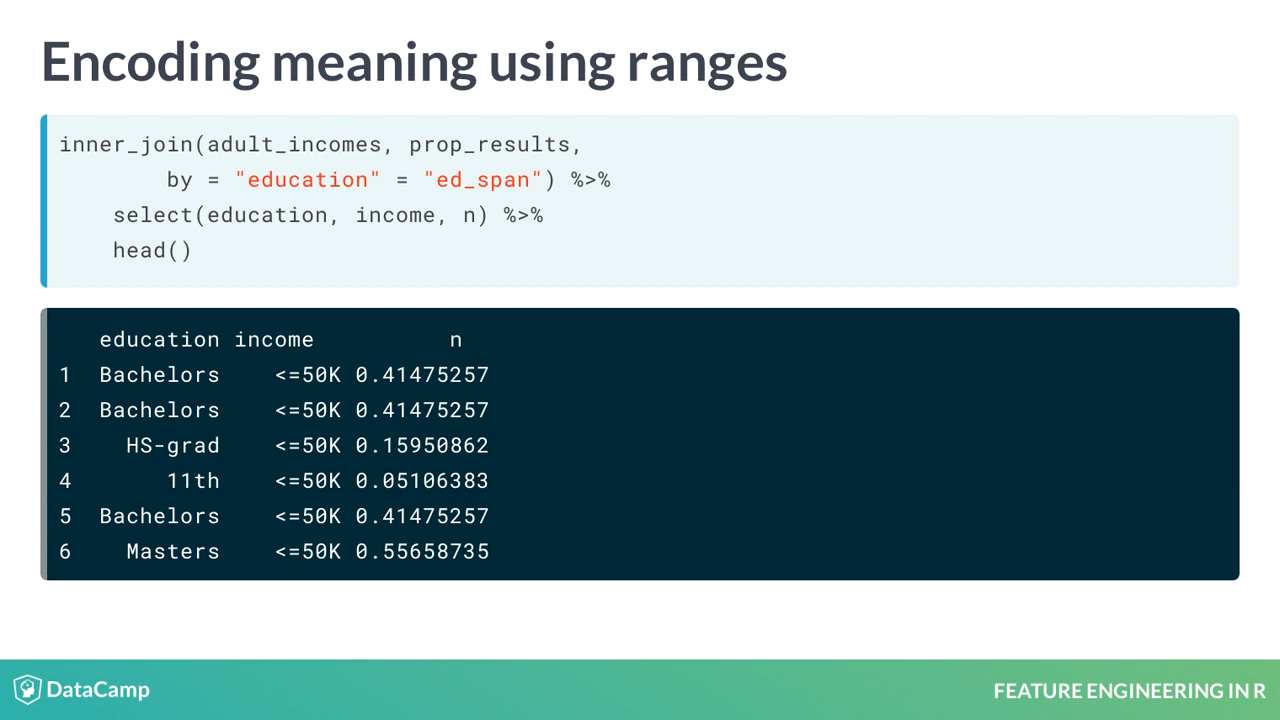 Encoding meaning using ranges
inner_join(adult_incomes, prop_results,
        by = "education" = "ed_span") %>%
    select(education, income, n) %>%
    head()
   education income          n
1  Bachelors    <=50K 0.41475257
2  Bachelors    <=50K 0.41475257
3    HS-grad    <=50K 0.15950862
4       11th    <=50K 0.05106383
5  Bachelors    <=50K 0.41475257
6    Masters    <=50K 0.55658735
DataCamp
FEATURE ENGINEERING IN R